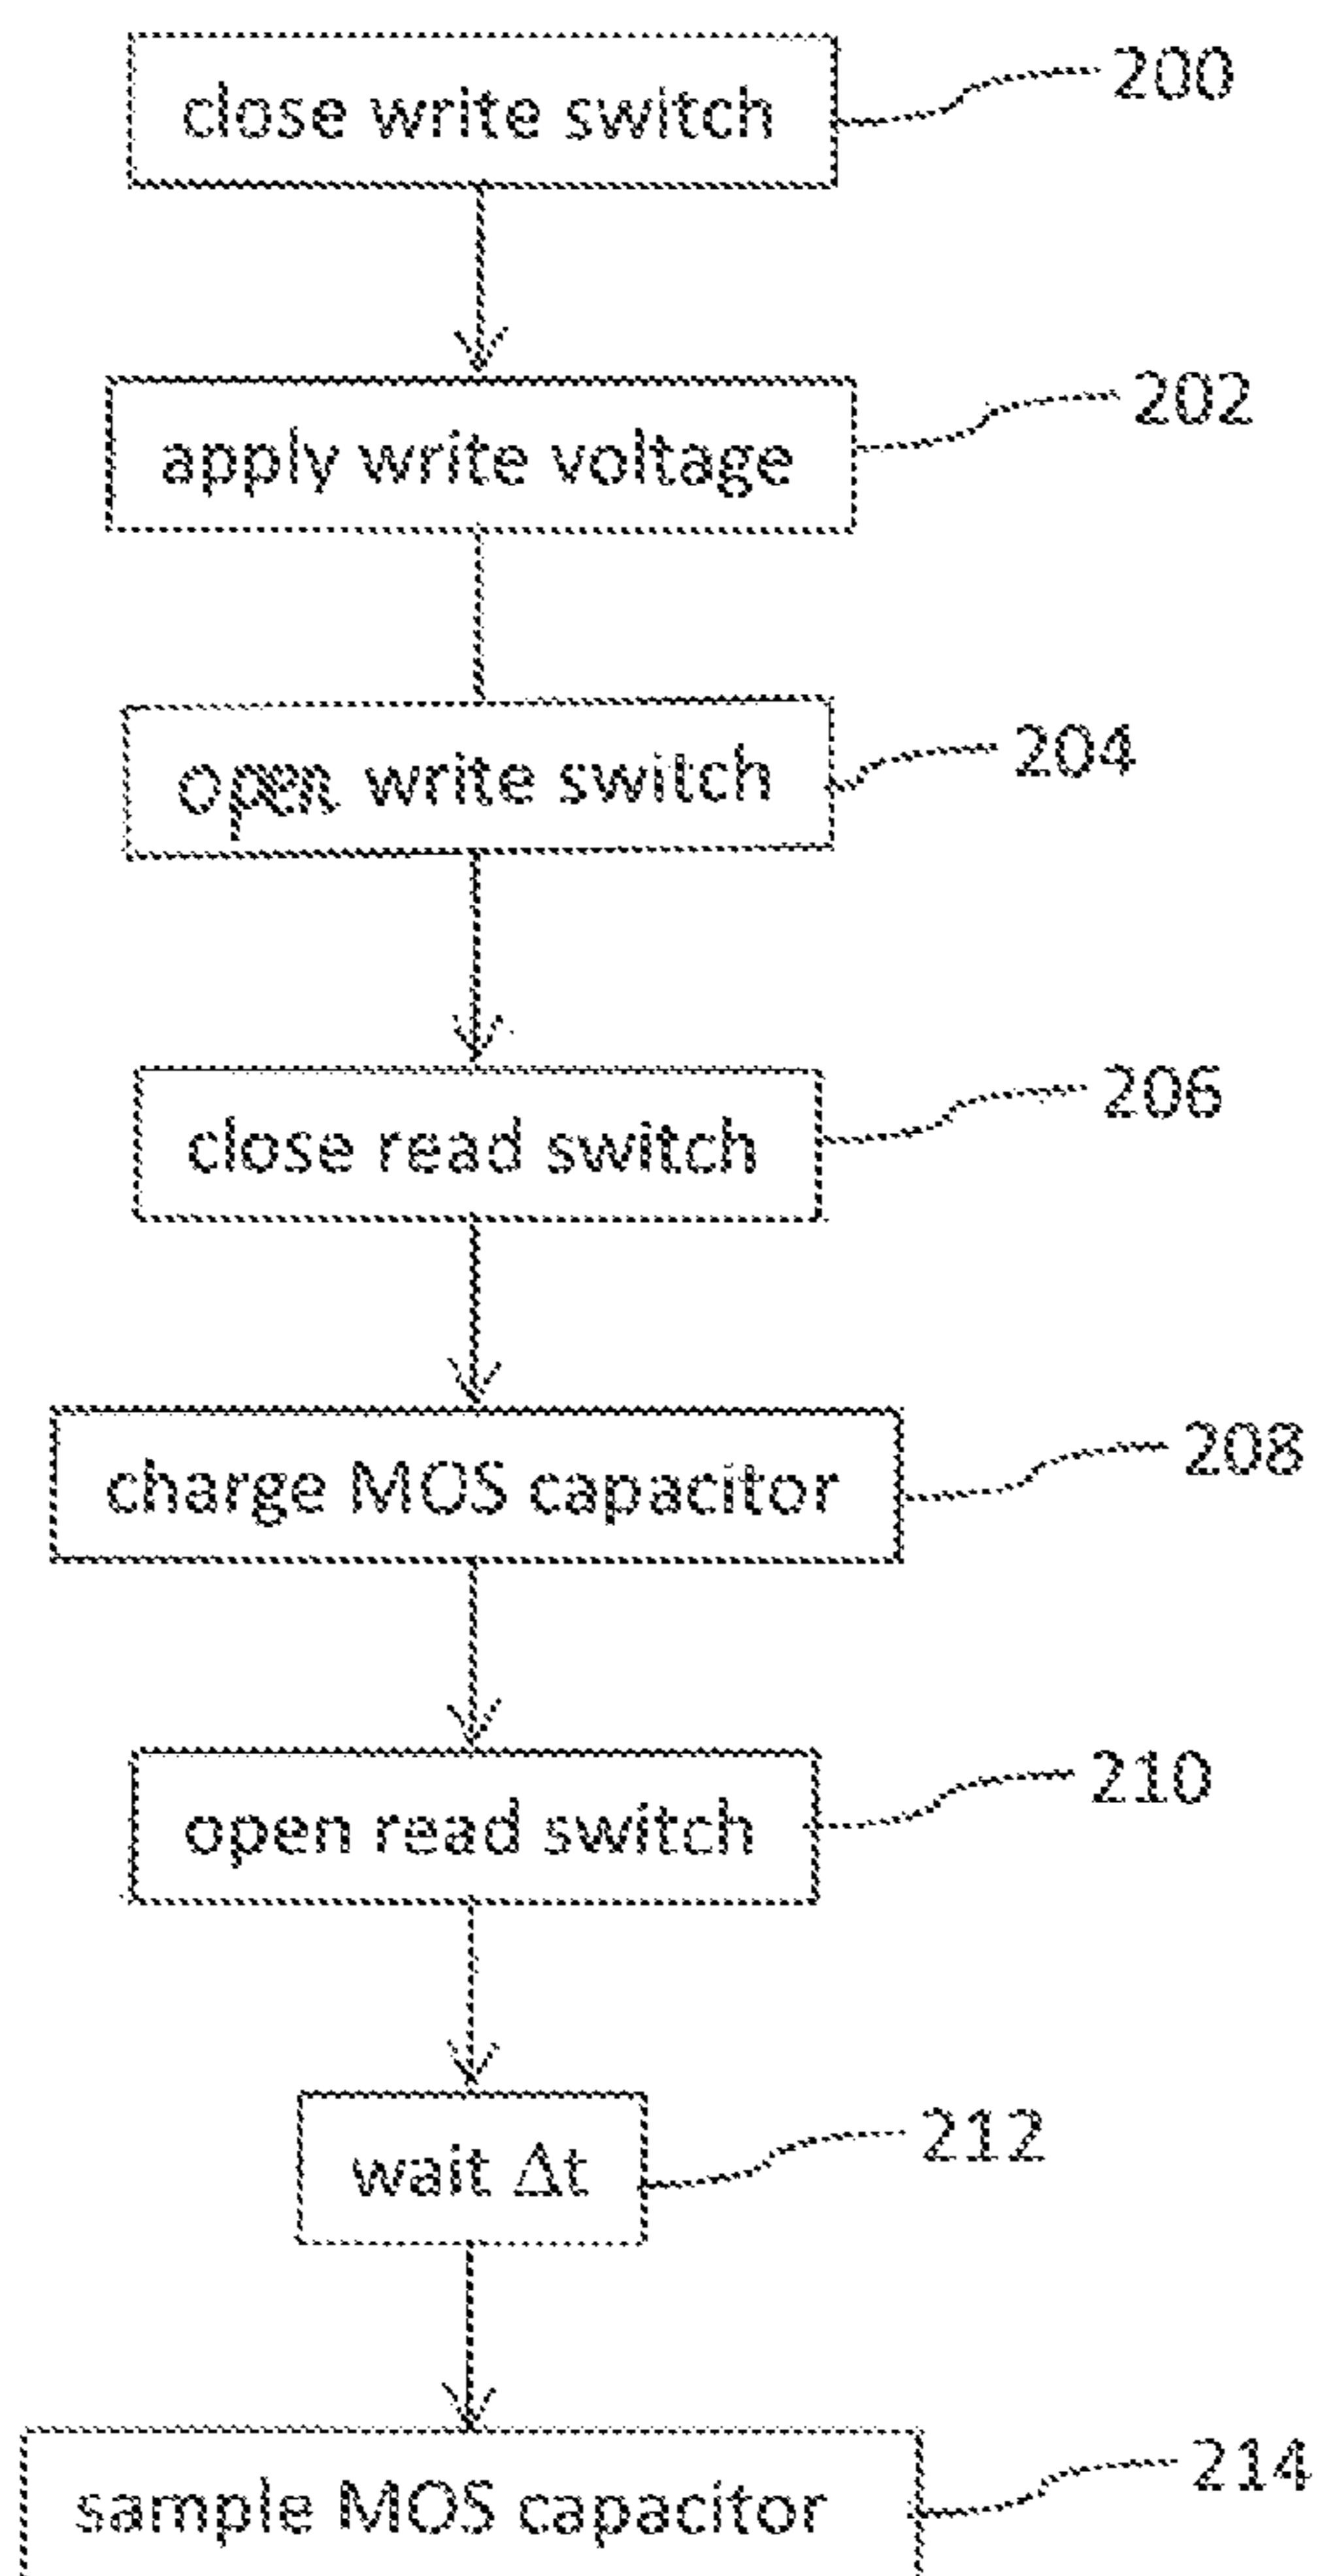 close write switch
200
apply write voltage
202
open write switch
204
close read switch
206
charge MOS capacitor
208
open read switch
210
wait Δt
212
sample MOS capacitor
214